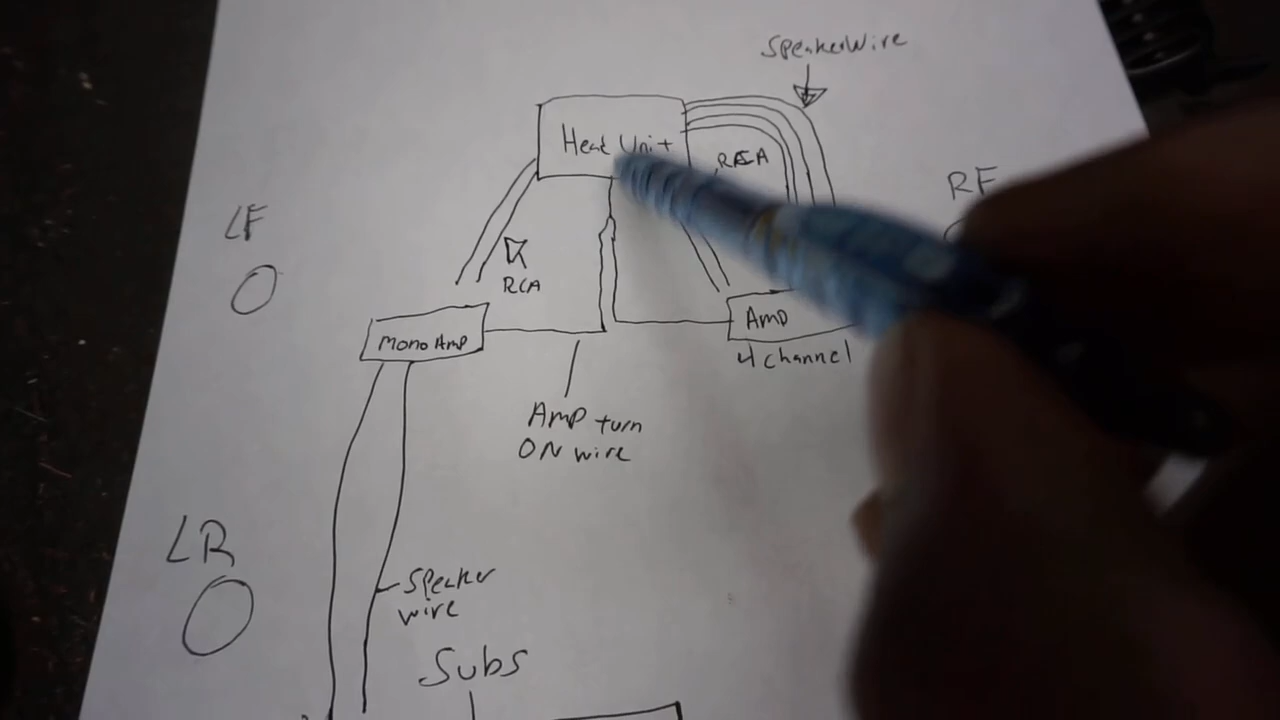 SpeakerWire
Head Unit
RCA
RF
LF
RCA
Mono Amp
Amp
4 channel
Amp turn
ON wire
LR
Speaker
wire
Subs